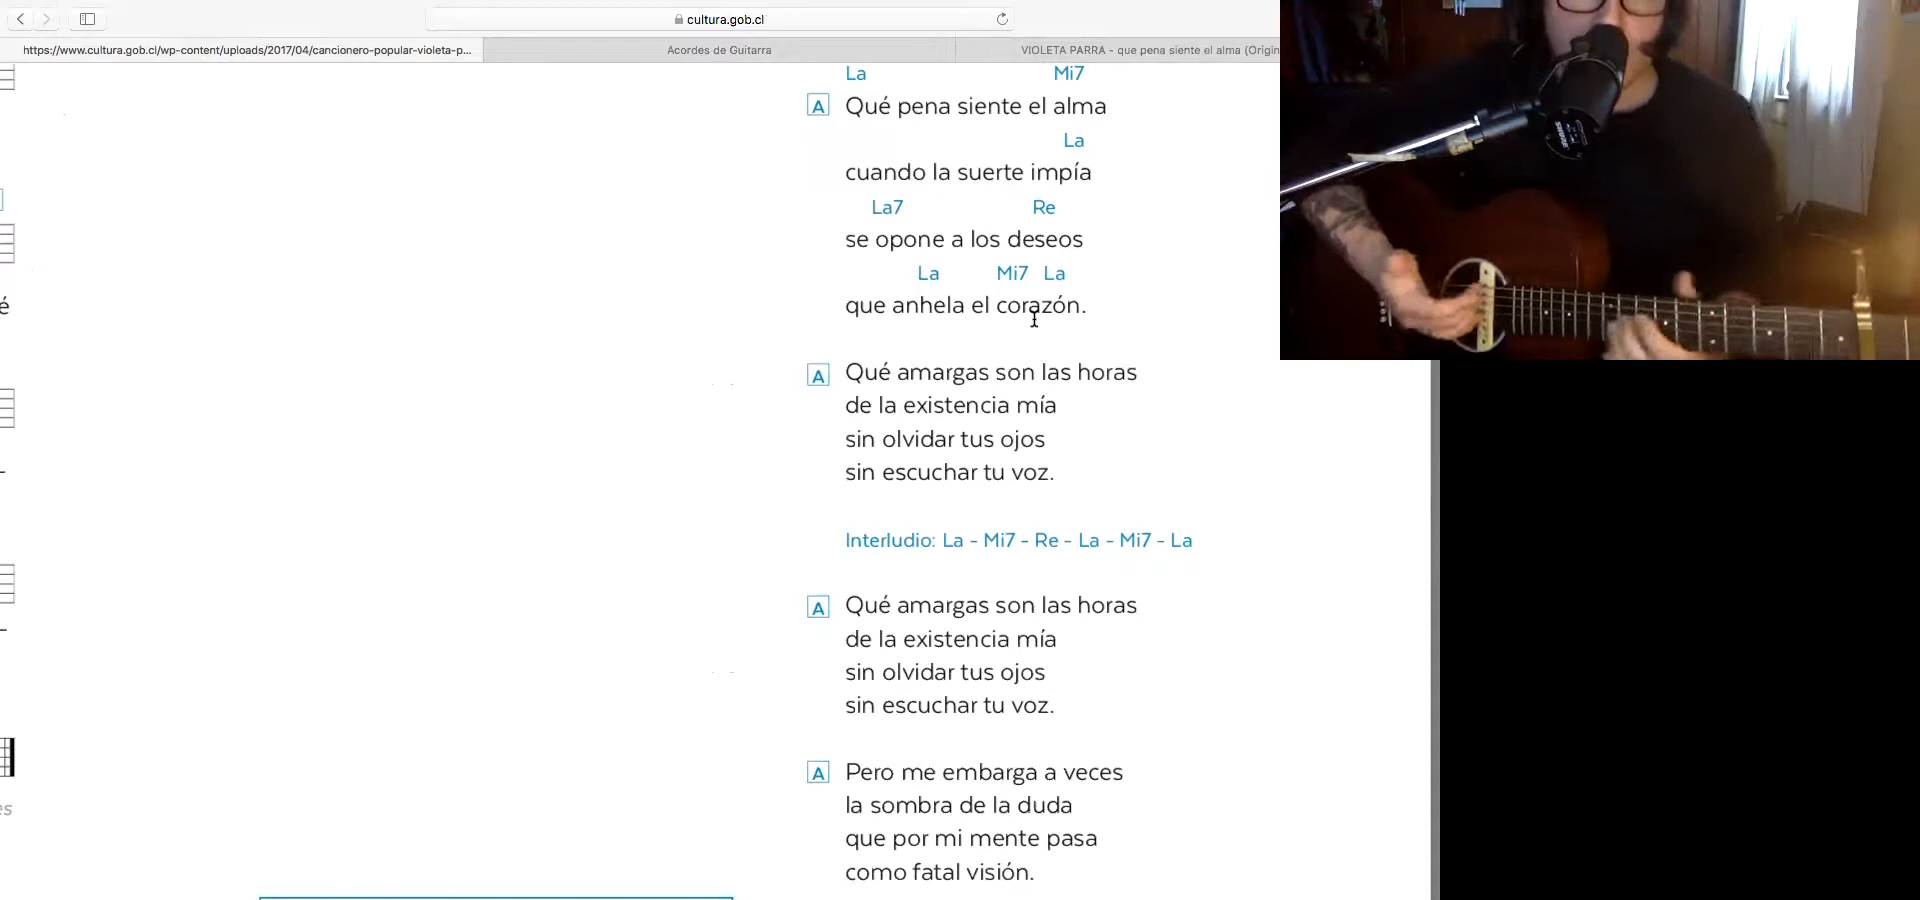 cultura.gob.cl
https://www.cultura.gob.cl/wp-content/uploads/2017/04/cancionero-popular-violeta-p...
Acordes de Guitarra
VIOLETA PARRA - que pena siente el alma (Origin
La Mi7
A Qué pena siente el alma
La
cuando la suerte impía
La7 Re
se opone a los deseos
La Mi7 La
que anhela el corazón.
A Qué amargas son las horas
de la existencia mía
sin olvidar tus ojos
sin escuchar tu voz.
Interludio: La - Mi7 - Re - La - Mi7 - La
A Qué amargas son las horas
de la existencia mía
sin olvidar tus ojos
sin escuchar tu voz.
A Pero me embarga a veces
la sombra de la duda
que por mi mente pasa
como fatal visión.
é
es
SHURE